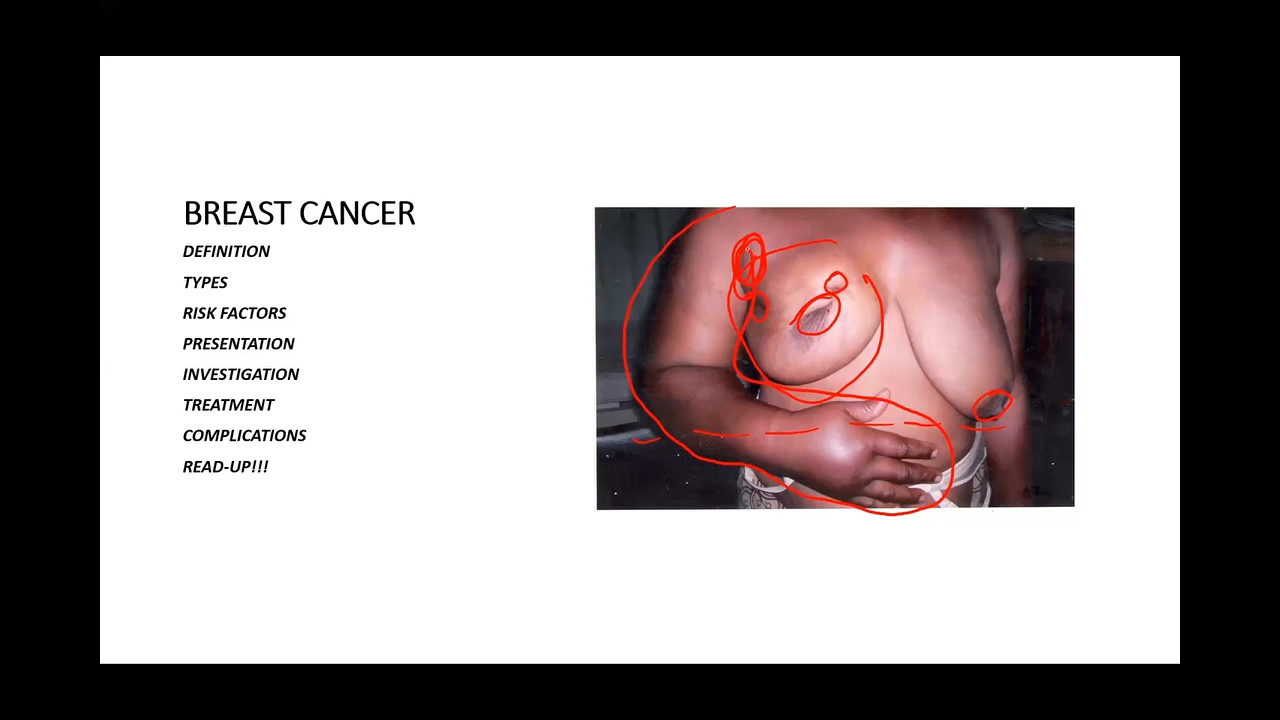 BREAST CANCER
DEFINITION
TYPES
RISK FACTORS
PRESENTATION
INVESTIGATION
TREATMENT
COMPLICATIONS
READ-UP!!!